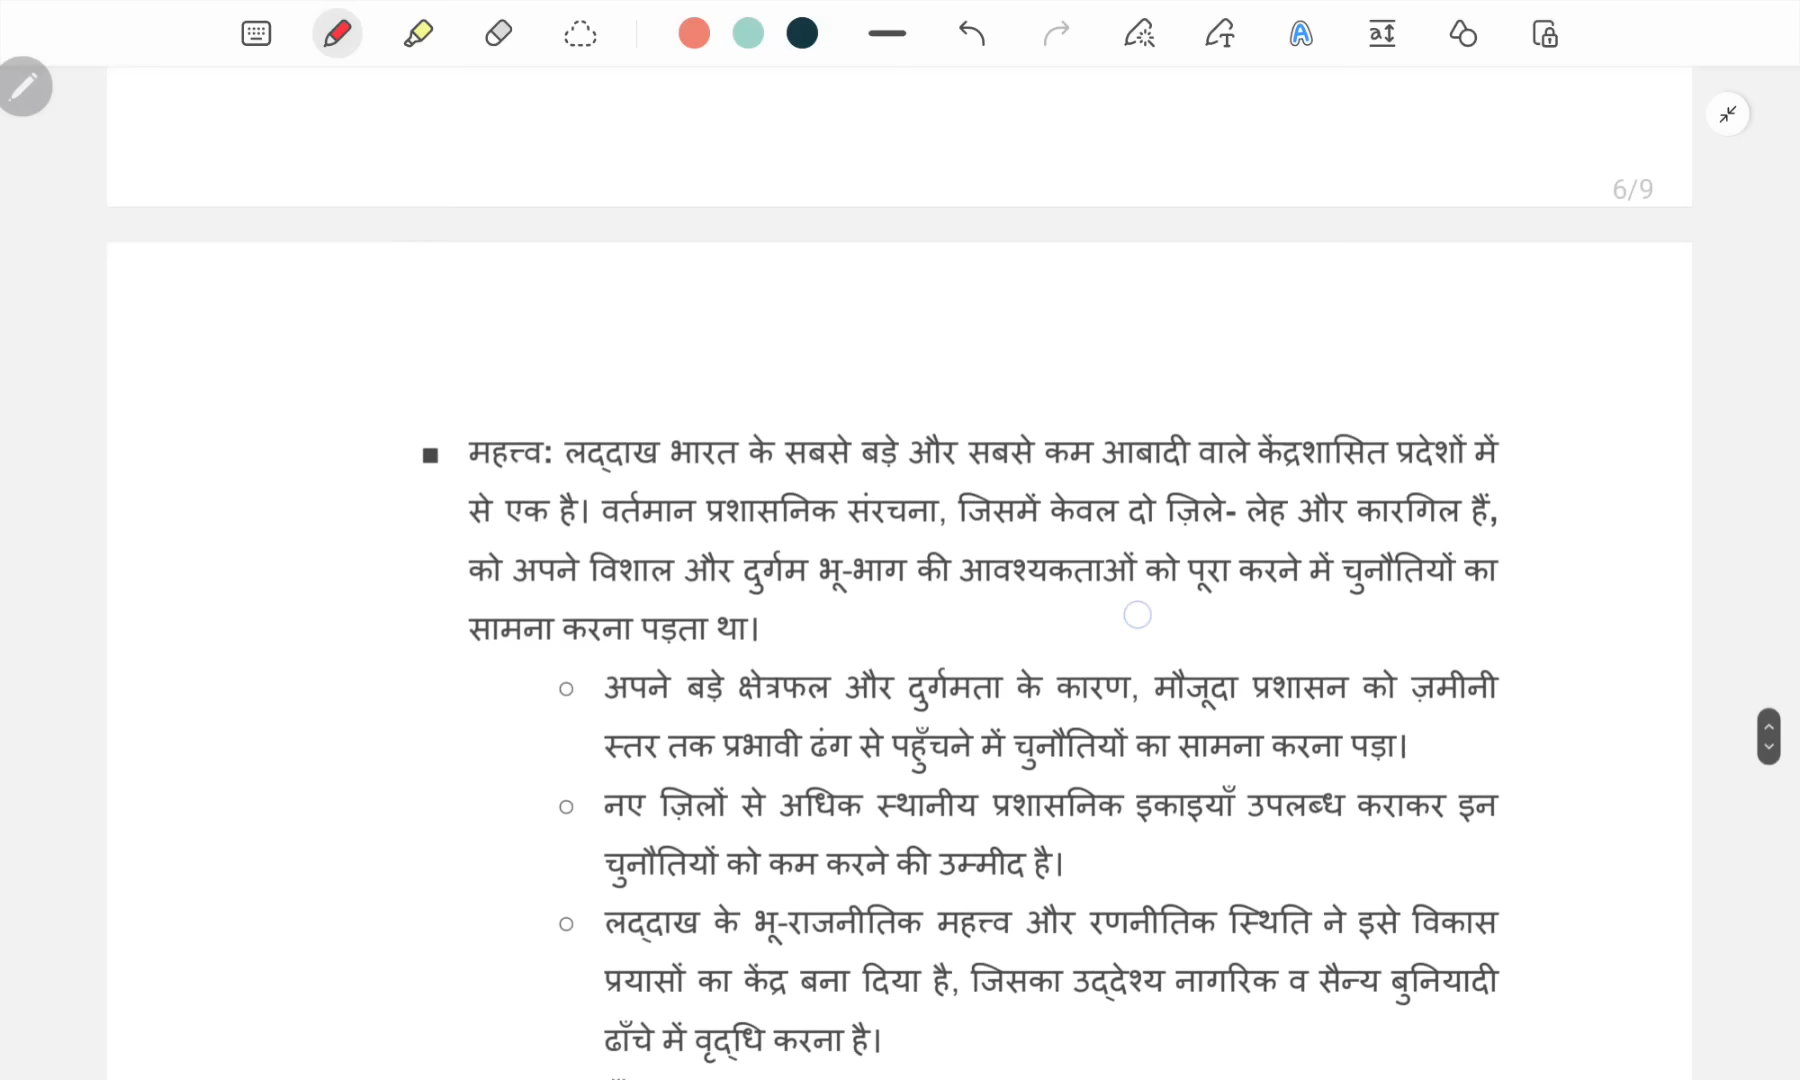 6/9
महत्त्व: लद्दाख भारत के सबसे बड़े और सबसे कम आबादी वाले केंद्रशासित प्रदेशों में
से एक है। वर्तमान प्रशासनिक संरचना, जिसमें केवल दो ज़िले- लेह और कारगिल हैं,
को अपने विशाल और दुर्गम भू-भाग की आवश्यकताओं को पूरा करने में चुनौतियों का
सामना करना पड़ता था।
अपने बड़े क्षेत्रफल और दुर्गमता के कारण, मौजूदा प्रशासन को ज़मीनी
स्तर तक प्रभावी ढंग से पहुँचने में चुनौतियों का सामना करना पड़ा।
नए ज़िलों से अधिक स्थानीय प्रशासनिक इकाइयाँ उपलब्ध कराकर इन
चुनौतियों को कम करने की उम्मीद है।
लद्दाख के भू-राजनीतिक महत्त्व और रणनीतिक स्थिति ने इसे विकास
प्रयासों का केंद्र बना दिया है, जिसका उद्देश्य नागरिक व सैन्य बुनियादी
ढाँचे में वृद्धि करना है।